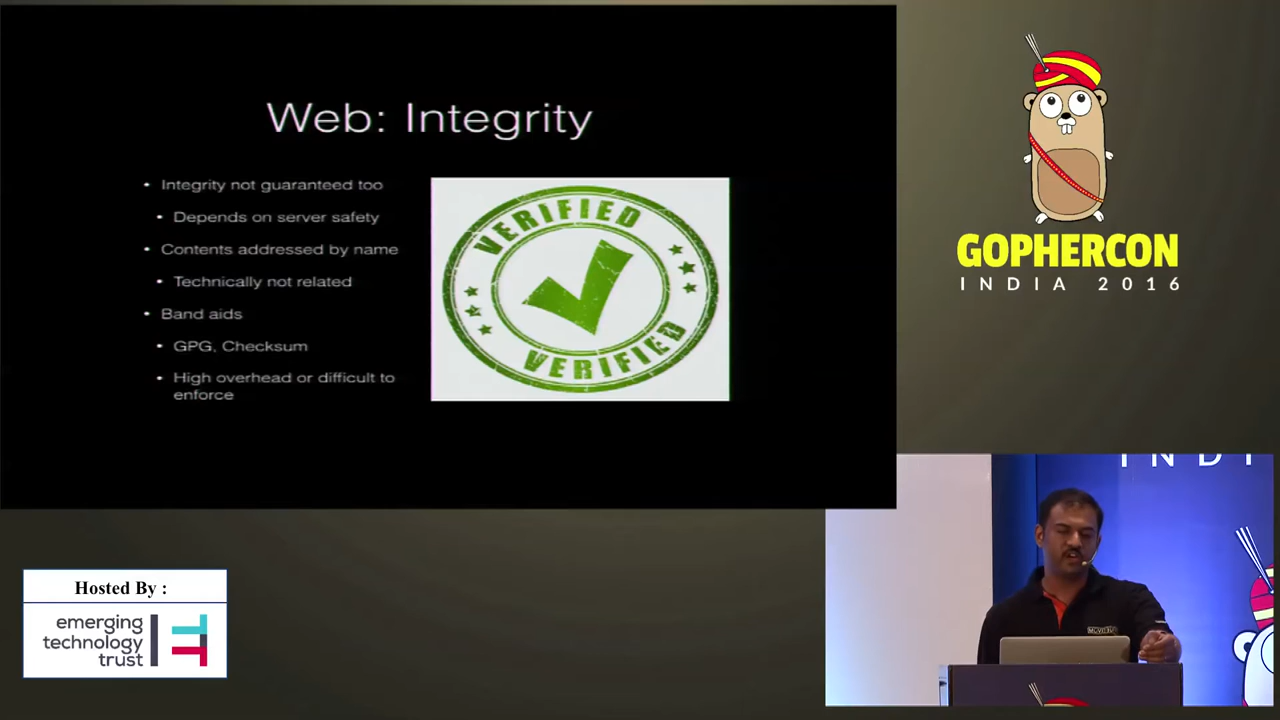 Web: Integrity
• Integrity not guaranteed too
• Depends on server safety
• Contents addressed by name
• Technically not related
• Band aids
• GPG, Checksum
• High overhead or difficult to
enforce
VERIFIED
VERIFIED
GOPHERCON
INDIA 2016
INDI
Hosted By :
emerging
technology
trust